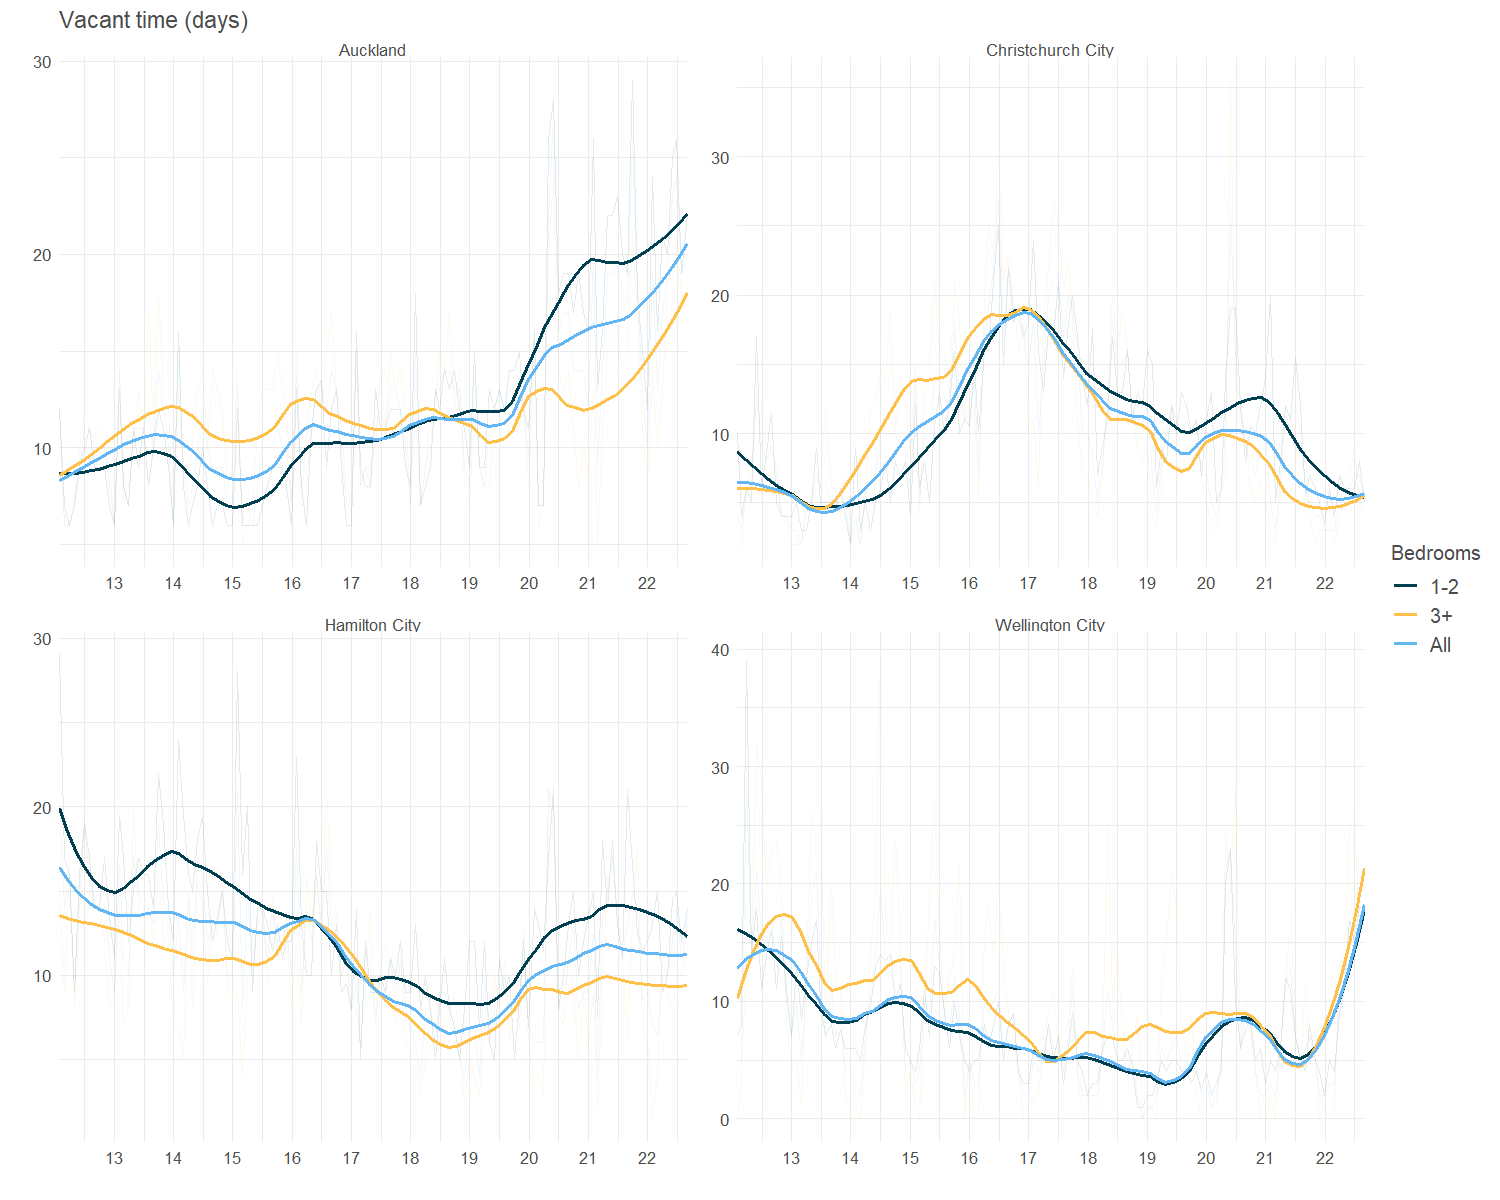 Vacant time (days)
Auckland
Christchurch City
30
20
10
13 14 15 16 17 18 19 20 21 22
30
20
10
13 14 15 16 17 18 19 20 21 22
Hamilton City
Wellington City
30
20
10
13 14 15 16 17 18 19 20 21 22
40
30
20
10
0
13 14 15 16 17 18 19 20 21 22
Bedrooms
1-2
3+
All